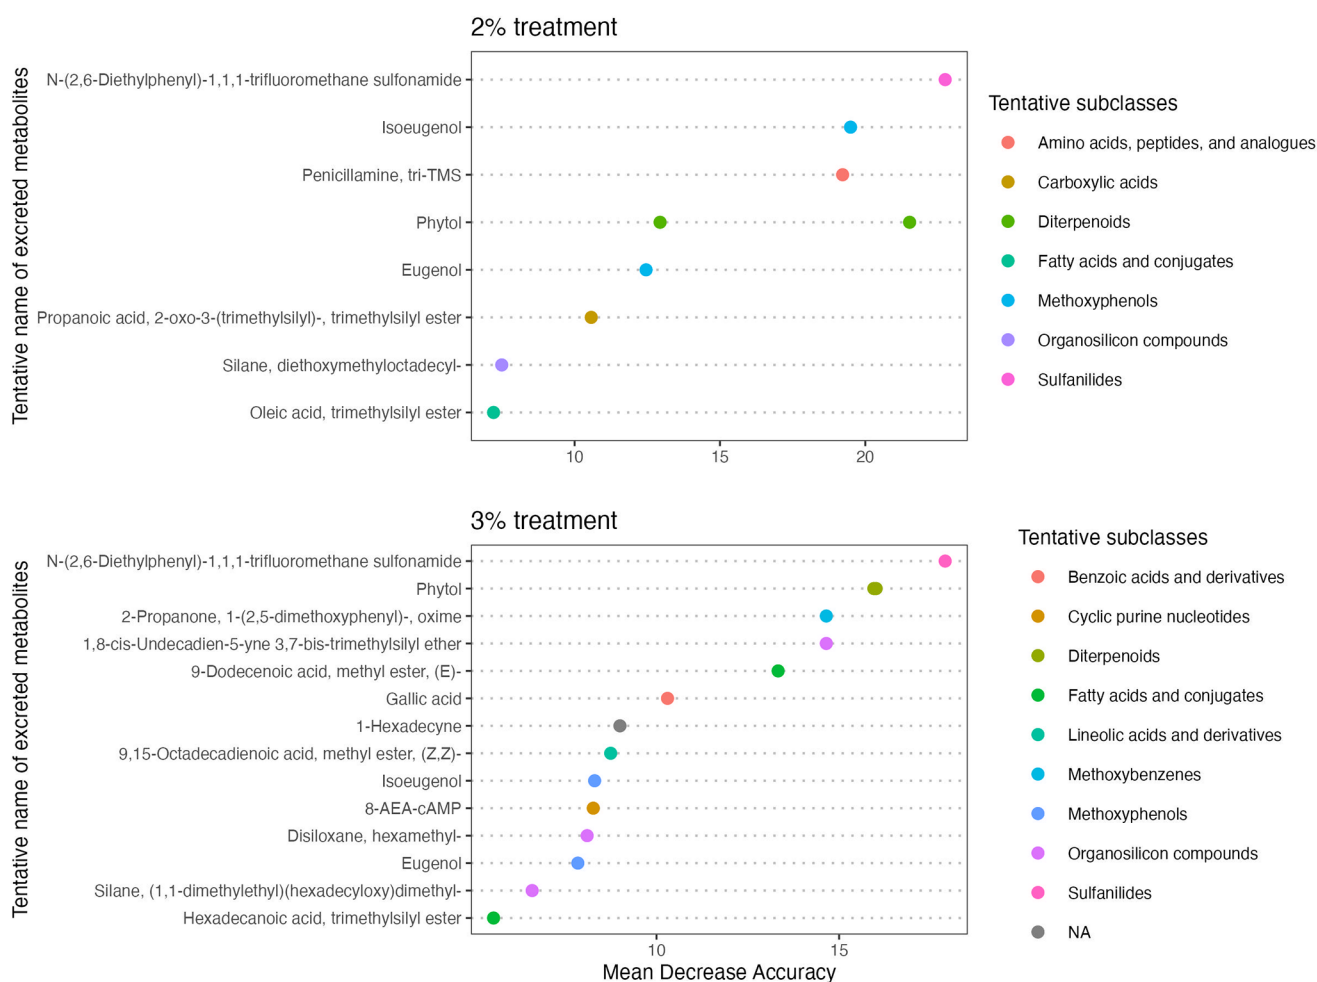 2% treatment
Tentative name of excreted metabolites
N-(2,6-Diethylphenyl)-1,1,1-trifluoromethane sulfonamide
Isoeugenol
Penicillamine, tri-TMS
Phytol
Eugenol
Propanoic acid, 2-oxo-3-(trimethylsilyl)-, trimethylsilyl ester
Silane, diethoxymethyloctadecyl-
Oleic acid, trimethylsilyl ester
10 15 20
Tentative subclasses
Amino acids, peptides, and analogues
Carboxylic acids
Diterpenoids
Fatty acids and conjugates
Methoxyphenols
Organosilicon compounds
Sulfanilides
3% treatment
Tentative name of excreted metabolites
N-(2,6-Diethylphenyl)-1,1,1-trifluoromethane sulfonamide
Phytol
2-Propanone, 1-(2,5-dimethoxyphenyl)-, oxime
1,8-cis-Undecadien-5-yne 3,7-bis-trimethylsilyl ether
9-Dodecenoic acid, methyl ester, (E)-
Gallic acid
1-Hexadecyne
9,15-Octadecadienoic acid, methyl ester, (Z,Z)-
Isoeugenol
8-AEA-cAMP
Disiloxane, hexamethyl-
Eugenol
Silane, (1,1-dimethylethyl)(hexadecyloxy)dimethyl-
Hexadecanoic acid, trimethylsilyl ester
10 15
Mean Decrease Accuracy
Tentative subclasses
Benzoic acids and derivatives
Cyclic purine nucleotides
Diterpenoids
Fatty acids and conjugates
Lineolic acids and derivatives
Methoxybenzenes
Methoxyphenols
Organosilicon compounds
Sulfanilides
NA